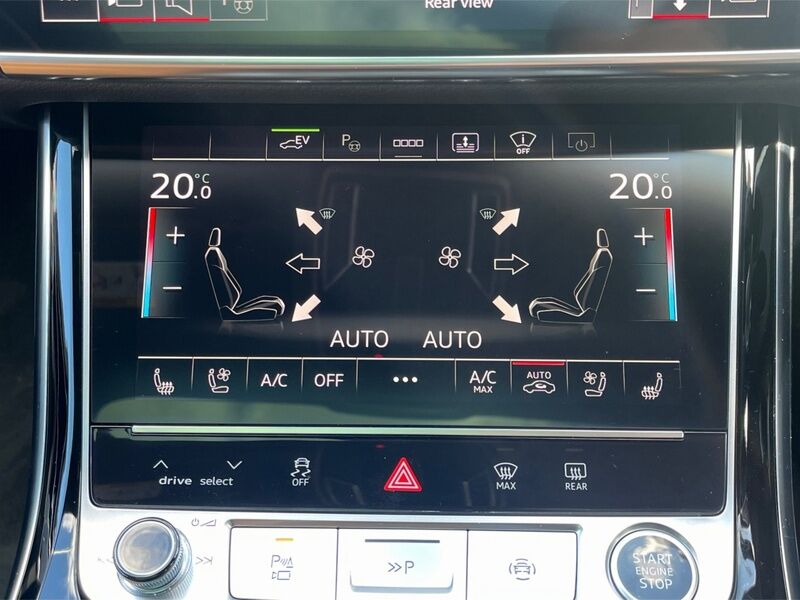 Rear view
EV
P
i
OFF
20.0 °C
20.0 °C
+
+
−
−
AUTO AUTO
A/C OFF ••• A/C MAX AUTO
drive select
OFF
MAX
REAR
P
>>
>>P
START
ENGINE
STOP